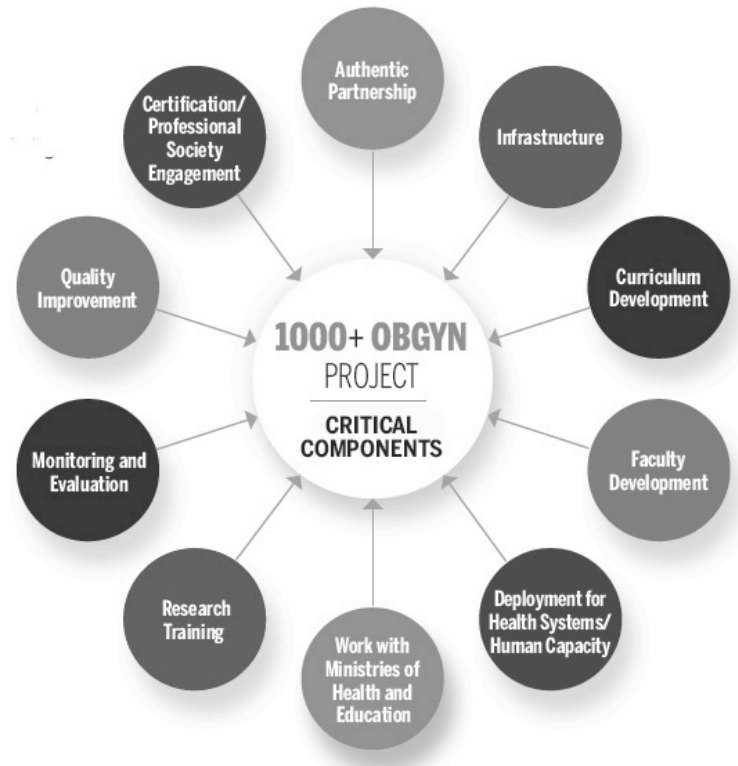 Authentic
Partnership
Infrastructure
Curriculum
Development
Faculty
Development
Deployment for
Health Systems/
Human Capacity
Work with
Ministries of
Health and
Education
Research
Training
Monitoring and
Evaluation
Quality
Improvement
Certification/
Professional
Society
Engagement
1000+ OBGYN
PROJECT
CRITICAL
COMPONENTS